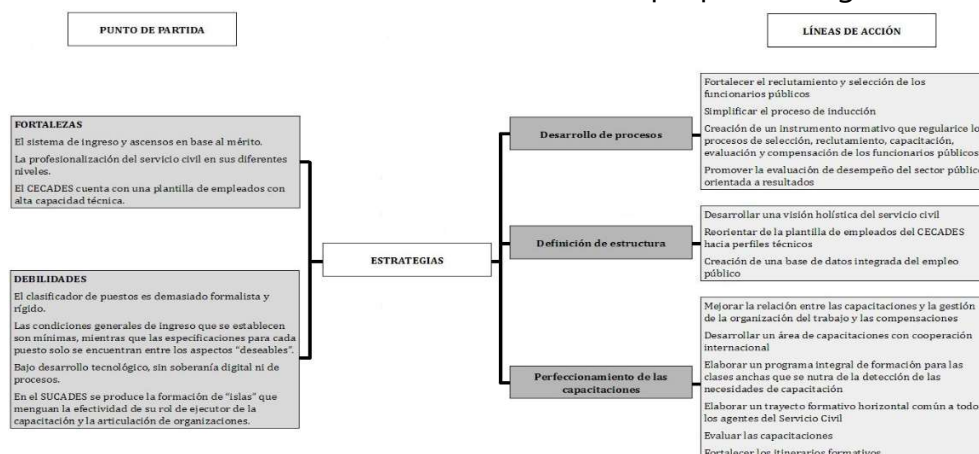 PUNTO DE PARTIDA
LÍNEAS DE ACCIÓN
FORTALEZAS
El sistema de ingreso y ascensos en base al mérito.
La profesionalización del servicio civil en sus diferentes
niveles.
El CECADES cuenta con una plantilla de empleados con
alta capacidad técnica.
DEBILIDADES
El clasificador de puestos es demasiado formalista y
rígido.
Las condiciones generales de ingreso que se establecen
son mínimas, mientras que las especificaciones para cada
puesto solo se encuentran entre los aspectos “deseables”.
Bajo desarrollo tecnológico, sin soberanía digital ni de
procesos.
En el SUCADES se produce la formación de “islas” que
menguan la efectividad de su rol de ejecutor de la
capacitación y la articulación de organizaciones.
ESTRATEGIAS
Desarrollo de procesos
Fortalecer el reclutamiento y selección de los
funcionarios públicos
Simplificar el proceso de inducción
Creación de un instrumento normativo que regularice lo
procesos de selección, reclutamiento, capacitación,
evaluación y compensación de los funcionarios públicos
Promover la evaluación de desempeño del sector públic
orientada a resultados
Definición de estructura
Desarrollar una visión holística del servicio civil
Reorientar de la plantilla de empleados del CECADES
hacia perfiles técnicos
Creación de una base de datos integrada del empleo
público
Perfeccionamiento de las
capacitaciones
Mejorar la relación entre las capacitaciones y la gestión
de la organización del trabajo y las compensaciones
Desarrollar un área de capacitaciones con cooperación
internacional
Elaborar un programa integral de formación para las
clases anchas que se nutra de la detección de las
necesidades de capacitación
Elaborar un trayecto formativo horizontal común a todo
los agentes del Servicio Civil
Evaluar las capacitaciones
Fortalecer los itinerarios formativos